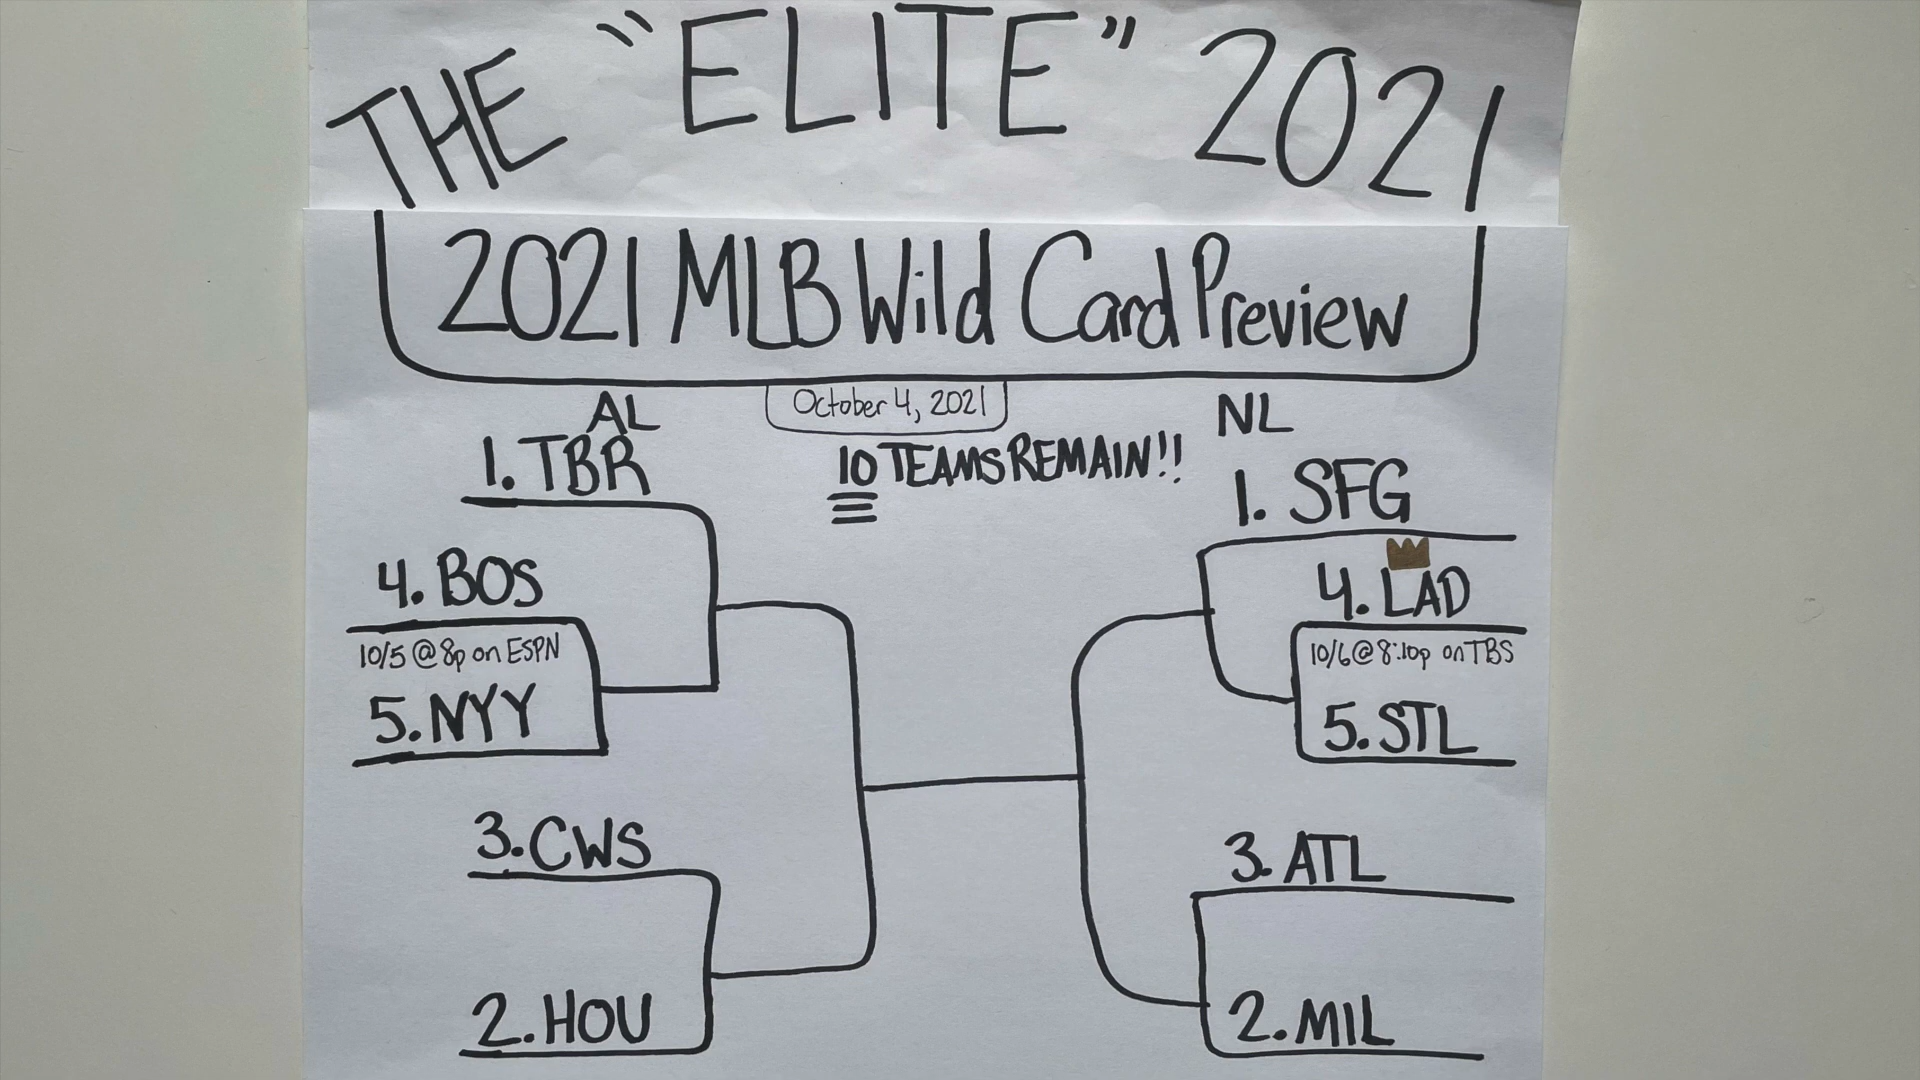 THE "ELITE" 2021
2021 MLB Wild Card Preview
October 4, 2021
10 TEAMS REMAIN!!
AL
1. TBR
4. BOS
10/5 @ 8p on ESPN
5. NYY
3. CWS
2. HOU
NL
1. SFG
4. LAD
10/6 @ 8:10p on TBS
5. STL
3. ATL
2. MIL